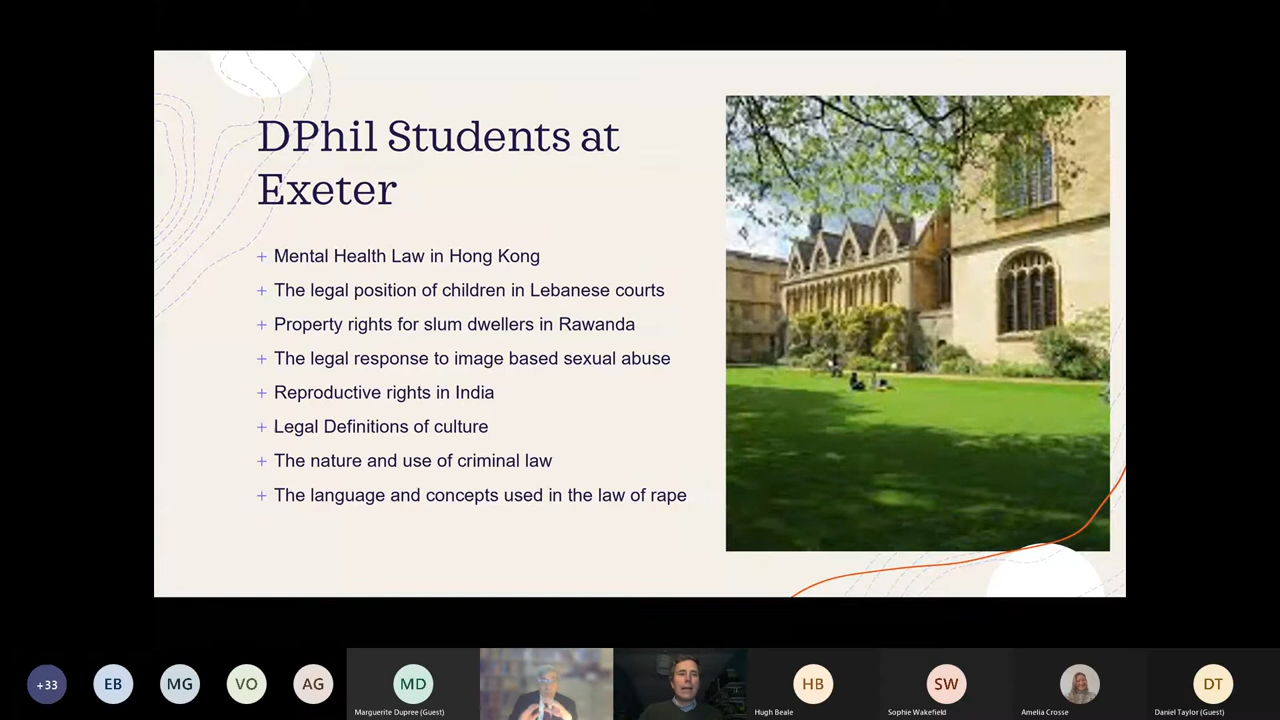 DPhil Students at
Exeter
+ Mental Health Law in Hong Kong
+ The legal position of children in Lebanese courts
+ Property rights for slum dwellers in Rawanda
+ The legal response to image based sexual abuse
+ Reproductive rights in India
+ Legal Definitions of culture
+ The nature and use of criminal law
+ The language and concepts used in the law of rape
+33 EB MG VO AG MD HB SW DT
Marguerite Dupree (Guest) Hugh Beale Sophie Wakefield Amelia Crosse Daniel Taylor (Guest)